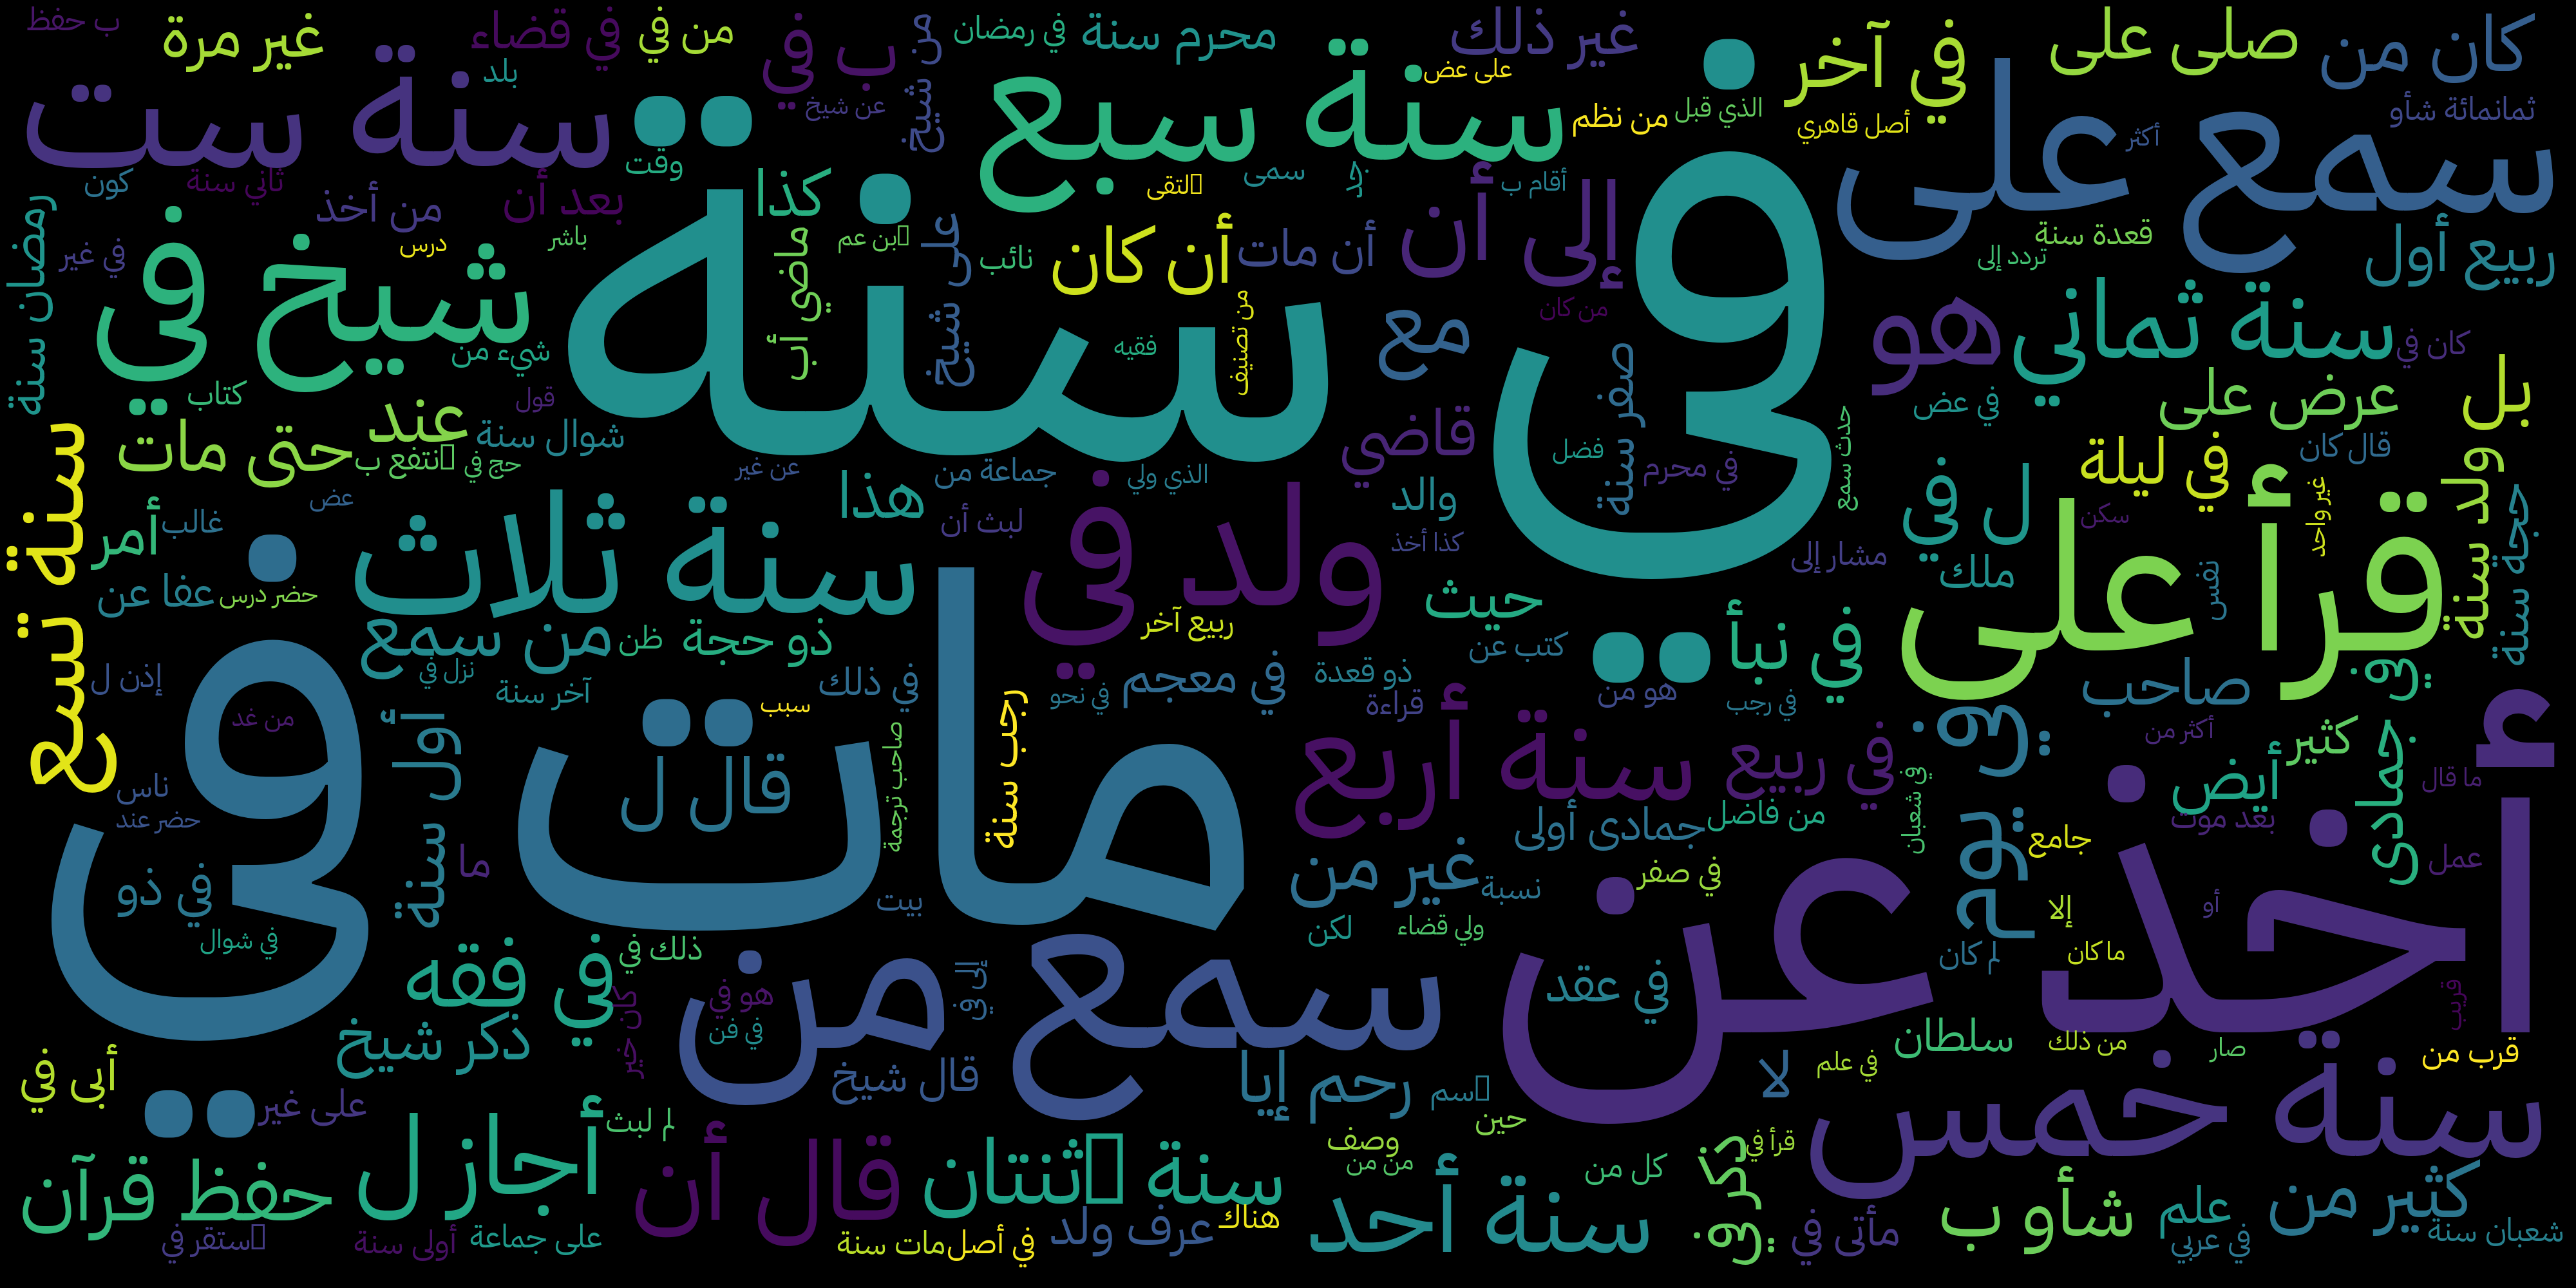 ب حفظ
غير مرة
في قضاء
من في
ب في
من شيخ
في رمضان
محرم سنة
غير ذلك
في آخر
صلى على
كان من
سنة ست
بلد
عن شيخ
سنة سبع
على عض
من نظم
الذي قبل
أصل قاهري
أكثر
ثمانمائة شأو
سمع على
كون
ثاني سنة
وقت
من أخذ
بعد أن
كذا
التقى
سمى
جد
أقام ب
إلى أن
رمضان سنة
في غير
شيخ في
درس
باشر
ماضي أب
ابن عم
على شيخ
نائب
أن كان
أن مات
قعدة سنة
تردد إلى
ربيع أول
في سنة
من تصنيف
فقيه
مع
من كان
صفر سنة
هو
سنة ثماني
كان في
شيء من
كتاب
قول
عند
شوال سنة
حتى مات
انتفع ب
حج في
قاضي
في عض
عرض على
بل
حدث سمع
فضل
في محرم
في ليلة
قال كان
ولد سنة
سنة تسع
غالب
عض
أمر
عن غير
هذا
جماعة من
الذي ولي
لبث أن
والد
كذا أخذ
مشار إلى
ل في
سكن
غير واحد
حجة سنة
عفا عن
حضر درس
سنة ثلاث
ولد في
حيث
ملك
نفس
قرأ على
من سمع
ظن
ذو حجة
ربيع آخر
كتب عن
في نبأ
إذن ل
نزل في
آخر سنة
في ذلك
في نحو
في معجم
ذو قعدة
قراءة
هو من
في رجب
صاحب
في جمادى
من غد
أول سنة
سبب
قال ل
صاحب ترجمة
رجب سنة
سنة أربع
في ربيع
في يوم
أكثر من
كثير
أيض
ما قال
ناس
حضر عند
مات في
ما
جمادى أولى
من فاضل
في شعبان
جامع
بعد موت
عمل
في ذو
بيت
غير من
نسبة
في صفر
إلا
أو
في شوال
في فقه
ذلك في
لكن
ولي قضاء
لم كان
ما كان
أخذ عن
كان خير
هو في
في فن
سمع من
إلى في
في عقد
قريب
ذكر شيخ
سلطان
من ذلك
صار
قرب من
أبى في
على غير
قال شيخ
رحم إيا
اسم
لا
في علم
سنة خمس
لم لبث
حين
وصف
من من
قرأ في
حفظ قرآن
أجاز ل
قال أن
سنة اثنتان
كل من
ذكر في
كثير من
سنة أحد
علم
شأو ب
استقر في
أولى سنة
على جماعة
مات سنة
في أصل
عرف ولد
هناك
مأتى في
في عربي
شعبان سنة